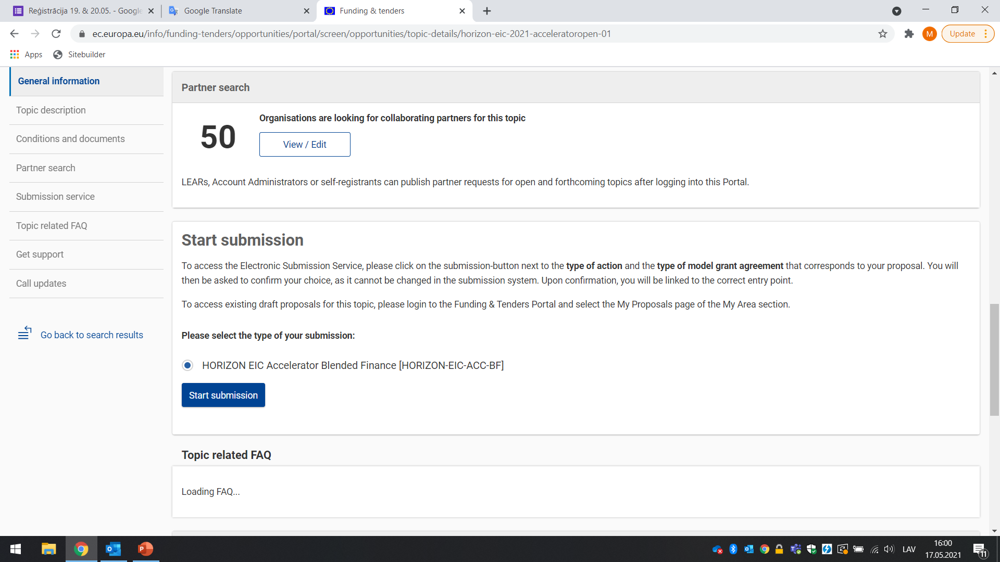 Reģistrācija 19. & 20.05. - Google
Google Translate
Funding & tenders
ec.europa.eu/info/funding-tenders/opportunities/portal/screen/opportunities/topic-details/horizon-eic-2021-acceleratoropen-01
M
Update
Apps
Sitebuilder
General information
Topic description
Conditions and documents
Partner search
Submission service
Topic related FAQ
Get support
Call updates
Go back to search results
Partner search
50
Organisations are looking for collaborating partners for this topic
View / Edit
LEARs, Account Administrators or self-registrants can publish partner requests for open and forthcoming topics after logging into this Portal.
Start submission
To access the Electronic Submission Service, please click on the submission-button next to the type of action and the type of model grant agreement that corresponds to your proposal. You will
then be asked to confirm your choice, as it cannot be changed in the submission system. Upon confirmation, you will be linked to the correct entry point.
To access existing draft proposals for this topic, please login to the Funding & Tenders Portal and select the My Proposals page of the My Area section.
Please select the type of your submission:
HORIZON EIC Accelerator Blended Finance [HORIZON-EIC-ACC-BF]
Start submission
Topic related FAQ
Loading FAQ...
LAV
16:00
17.05.2021
11